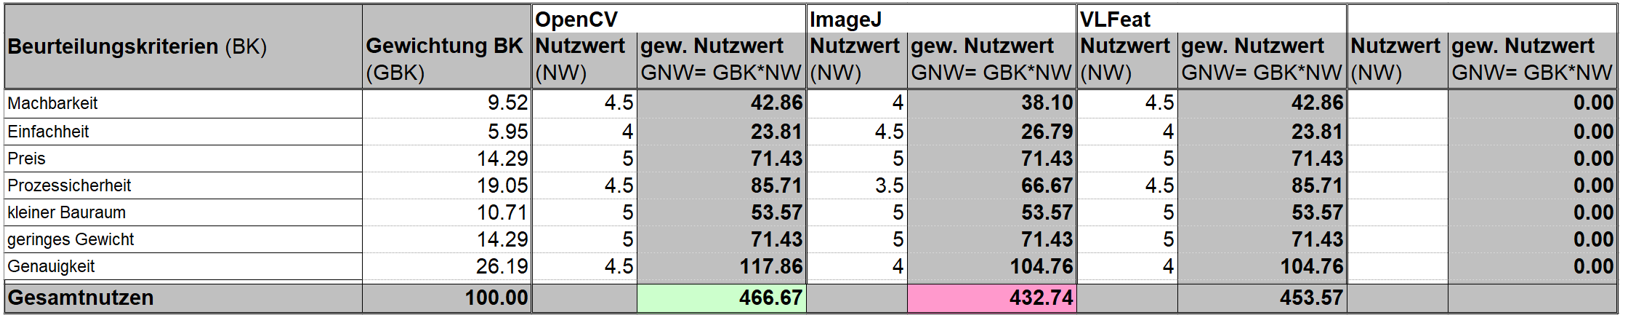 OpenCV ImageJ VLFeat
Beurteilungskriterien (BK) Gewichtung BK Nutzwert gew. Nutzwert Nutzwert gew. Nutzwert Nutzwert gew. Nutzwert Nutzwert gew. Nutzwert
(GBK) (NW) GNW= GBK*NW (NW) GNW= GBK*NW (NW) GNW= GBK*NW (NW) GNW= GBK*NW
Machbarkeit 9.52 4.5 42.86 4 38.10 4.5 42.86 0.00
Einfachheit 5.95 4 23.81 4.5 26.79 4 23.81 0.00
Preis 14.29 5 71.43 5 71.43 5 71.43 0.00
Prozessicherheit 19.05 4.5 85.71 3.5 66.67 4.5 85.71 0.00
kleiner Bauraum 10.71 5 53.57 5 53.57 5 53.57 0.00
geringes Gewicht 14.29 5 71.43 5 71.43 5 71.43 0.00
Genauigkeit 26.19 4.5 117.86 4 104.76 4 104.76 0.00
Gesamtnutzen 100.00 466.67 432.74 453.57